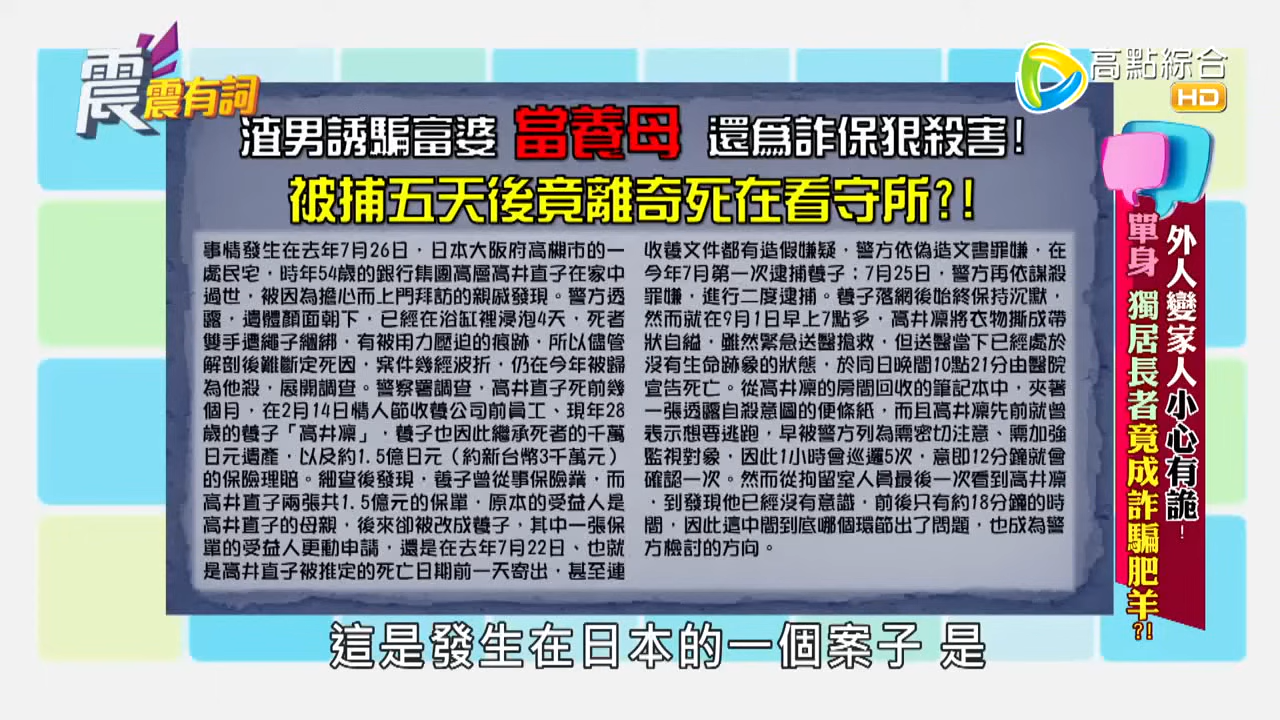 震震有詞
高點綜合
HD
渣男誘騙富婆 當養母 還為詐保狠殺害!
被捕五天後竟離奇死在看守所?!
事情發生在去年7月26日，日本大阪府高槻市的一
處民宅，時年54歲的銀行集團高層高井直子在家中
過世，被因為擔心而上門拜訪的親戚發現。警方透
露，遺體顏面朝下，已經在浴缸裡浸泡4天，死者
雙手遭繩子綑綁，有被用力壓迫的痕跡，所以儘管
解剖後難斷定死因，案件幾經波折，仍在今年被歸
為他殺，展開調查。警察署調查，高井直子死前幾
個月，在2月14日情人節收養公司前員工、現年28
歲的養子「高井凜」，養子也因此繼承死者的千萬
日元遺產，以及約1.5億日元（約新台幣3千萬元）
的保險理賠。細查後發現，養子曾從事保險業，而
高井直子兩張共1.5億元的保單，原本的受益人是
高井直子的母親，後來卻被改成養子，其中一張保
單的受益人更動申請，還是在去年7月22日、也就
是高井直子被推定的死亡日期前一天寄出，甚至連
收養文件都有造假嫌疑，警方依偽造文書罪嫌，在
今年7月第一次逮捕養子；7月25日，警方再依謀殺
罪嫌，進行二度逮捕。養子落網後始終保持沉默，
然而就在9月1日早上7點多，高井凜將衣物撕成帶
狀自縊，雖然緊急送醫搶救，但送醫當下已經處於
沒有生命跡象的狀態，於同日晚間10點21分由醫院
宣告死亡。從高井凜的房間回收的筆記本中，夾著
一張透露自殺意圖的便條紙，而且高井凜先前就曾
表示想要逃跑，早被警方列為需密切注意、需加強
監視對象，因此1小時會巡邏5次，意即12分鐘就會
確認一次。然而從拘留室人員最後一次看到高井凜
，到發現他已經沒有意識，前後只有約18分鐘的時
間，因此這中間到底哪個環節出了問題，也成為警
方檢討的方向。
外人變家人小心有詭!
單身 獨居長者竟成詐騙肥羊?!
這是發生在日本的一個案子 是